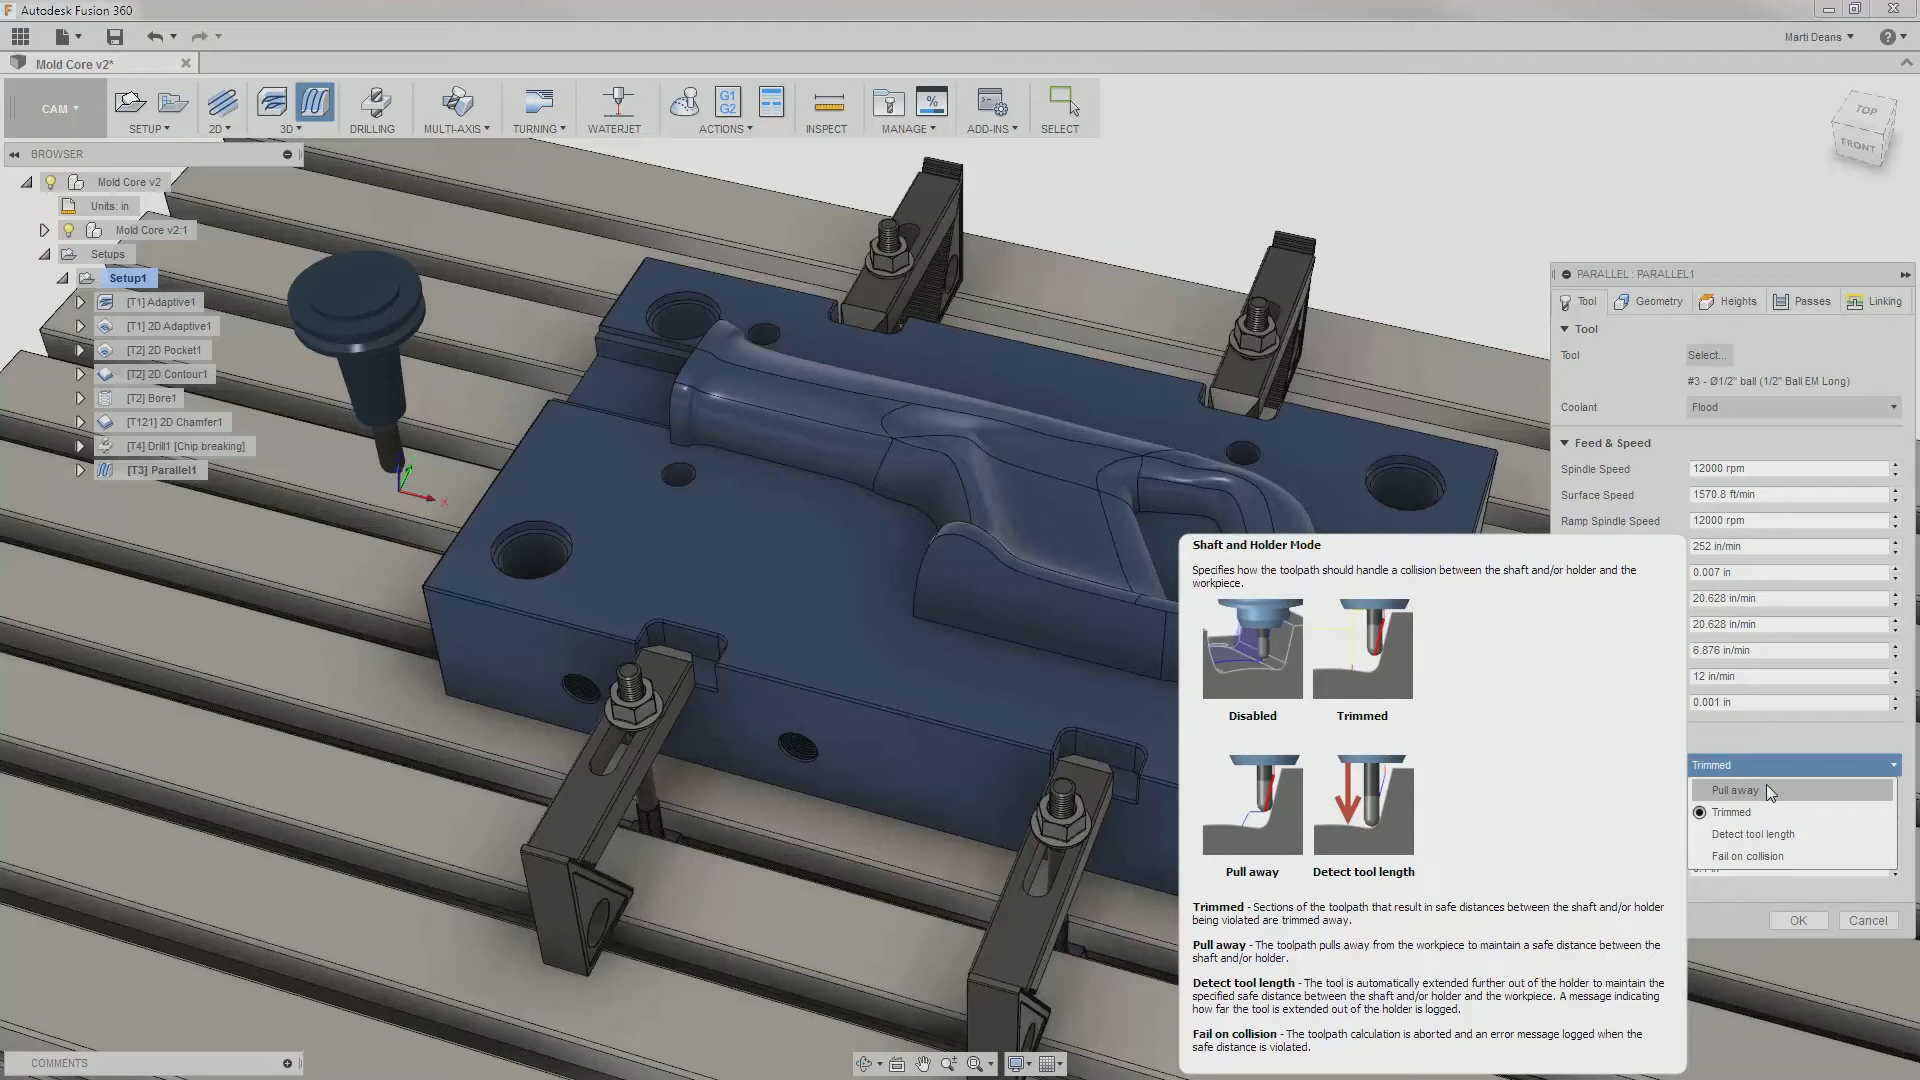 Autodesk Fusion 360
Marti Deans
Mold Core v2*
CAM
SETUP
2D
3D
DRILLING
MULTI-AXIS
TURNING
WATERJET
G1
G2
ACTIONS
INSPECT
%
MANAGE
ADD-INS
SELECT
TOP
FRONT
BROWSER
Mold Core v2
Units: in
Mold Core v2:1
Setups
Setup1
[T1] Adaptive1
[T1] 2D Adaptive1
[T2] 2D Pocket1
[T2] 2D Contour1
[T2] Bore1
[T121] 2D Chamfer1
[T4] Drill1 [Chip breaking]
[T3] Parallel1
X
PARALLEL : PARALLEL1
Tool Geometry Heights Passes Linking
Tool
Tool Select...
#3 - Ø1/2" ball (1/2" Ball EM Long)
Coolant Flood
Feed & Speed
Spindle Speed 12000 rpm
Surface Speed 1570.8 ft/min
Ramp Spindle Speed 12000 rpm
252 in/min
0.007 in
20.628 in/min
20.628 in/min
6.876 in/min
12 in/min
0.001 in
Trimmed
Pull away
Trimmed
Detect tool length
Fail on collision
OK Cancel
Shaft and Holder Mode
Specifies how the toolpath should handle a collision between the shaft and/or holder and the
workpiece.
Disabled Trimmed
Pull away Detect tool length
Trimmed - Sections of the toolpath that result in safe distances between the shaft and/or holder
being violated are trimmed away.
Pull away - The toolpath pulls away from the workpiece to maintain a safe distance between the
shaft and/or holder.
Detect tool length - The tool is automatically extended further out of the holder to maintain the
specified safe distance between the shaft and/or holder and the workpiece. A message indicating
how far the tool is extended out of the holder is logged.
Fail on collision - The toolpath calculation is aborted and an error message logged when the
safe distance is violated.
COMMENTS